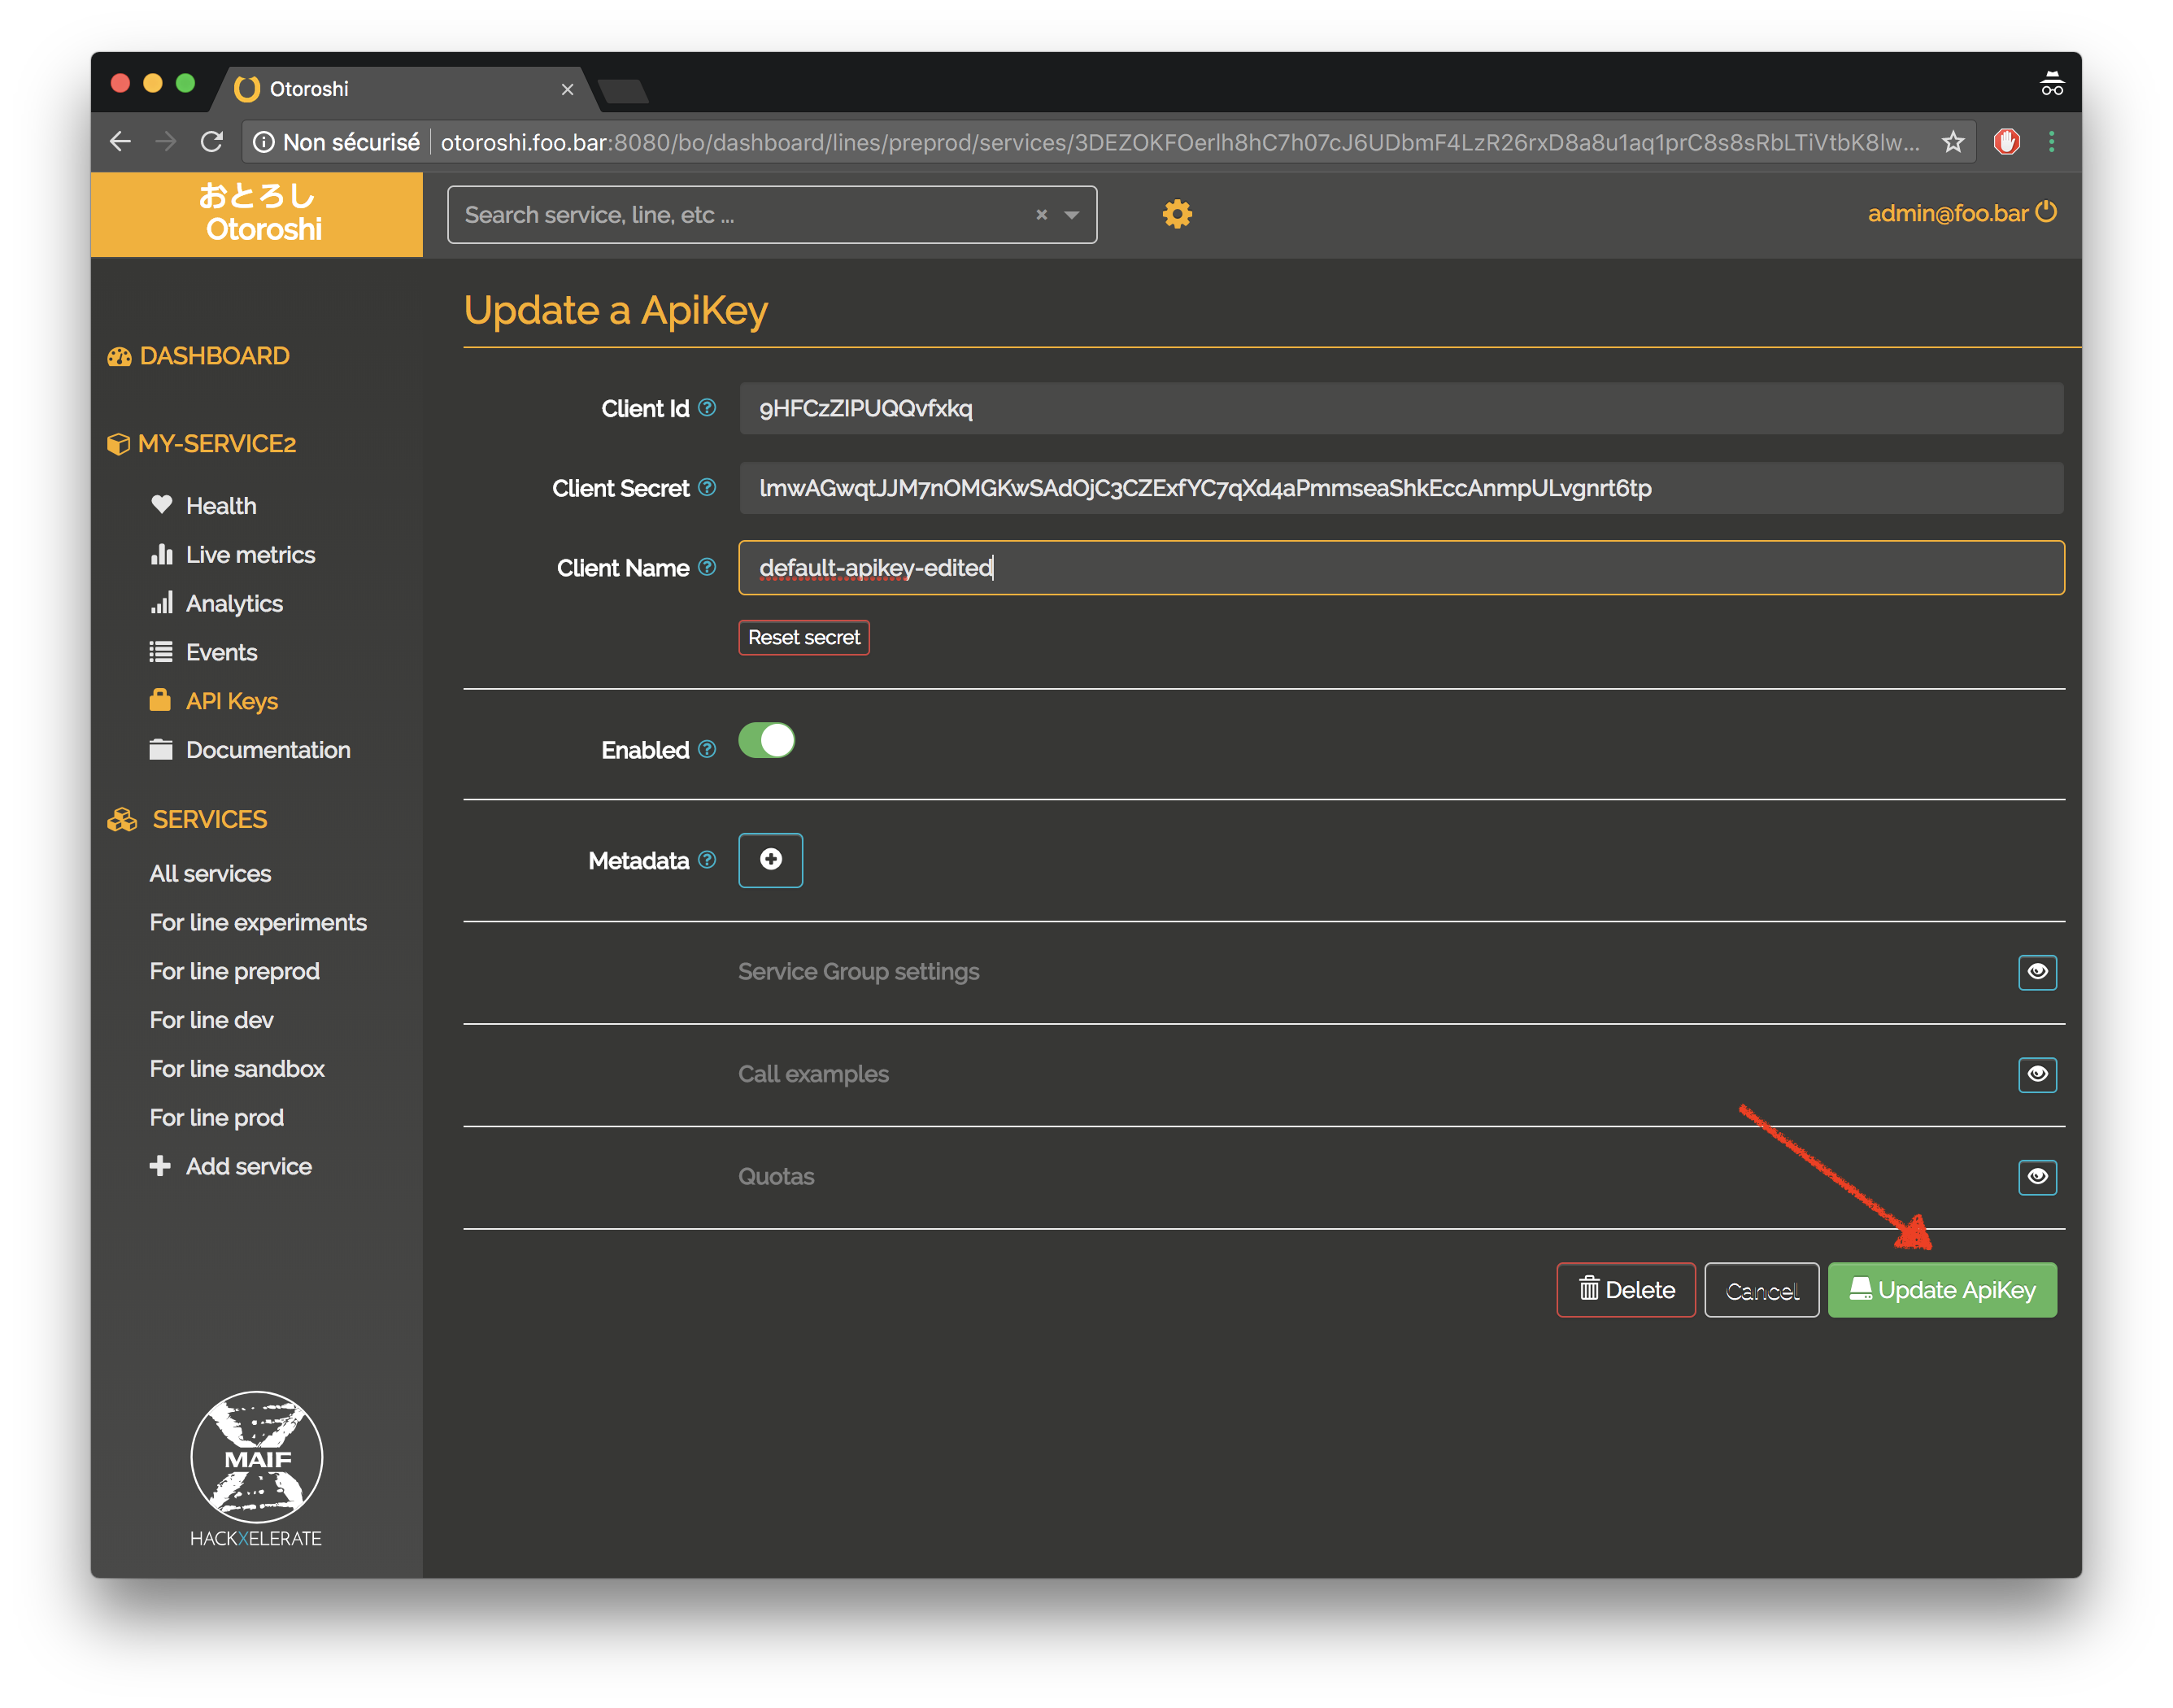 Otoroshi
Non sécurisé otoroshi.foo.bar:8080/bo/dashboard/lines/preprod/services/3DEZOKFOerlh8hC7h07cJ6UDbmF4LzR26rxD8a8u1aq1prC8s8sRbLTiVtbK8lw...
おとろし
Otoroshi
Search service, line, etc ...
admin@foo.bar
Update a ApiKey
DASHBOARD
MY-SERVICE2
Health
Live metrics
Analytics
Events
API Keys
Documentation
SERVICES
All services
For line experiments
For line preprod
For line dev
For line sandbox
For line prod
Add service
MAIF
HACKXELERATE
Client Id 9HFCzZIPUQQvfxkq
Client Secret lmwAGwqtJJM7nOMGKwSAdOjC3CZExfYC7qXd4aPmmseaShkEccAnmpULvgnrt6tp
Client Name default-apikey-edited
Reset secret
Enabled
Metadata
Service Group settings
Call examples
Quotas
Delete Cancel Update ApiKey